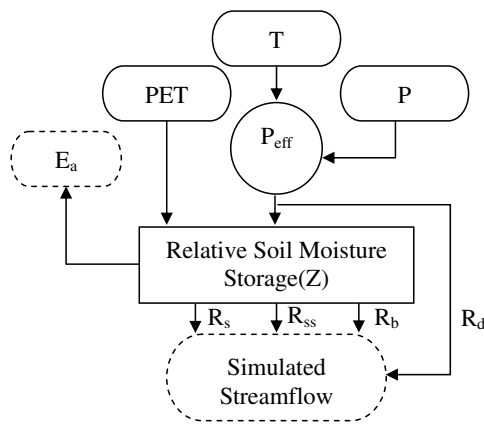 T
PET
P
P_eff
E_a
Relative Soil Moisture
Storage(Z)
R_s
R_ss
R_b
R_d
Simulated
Streamflow